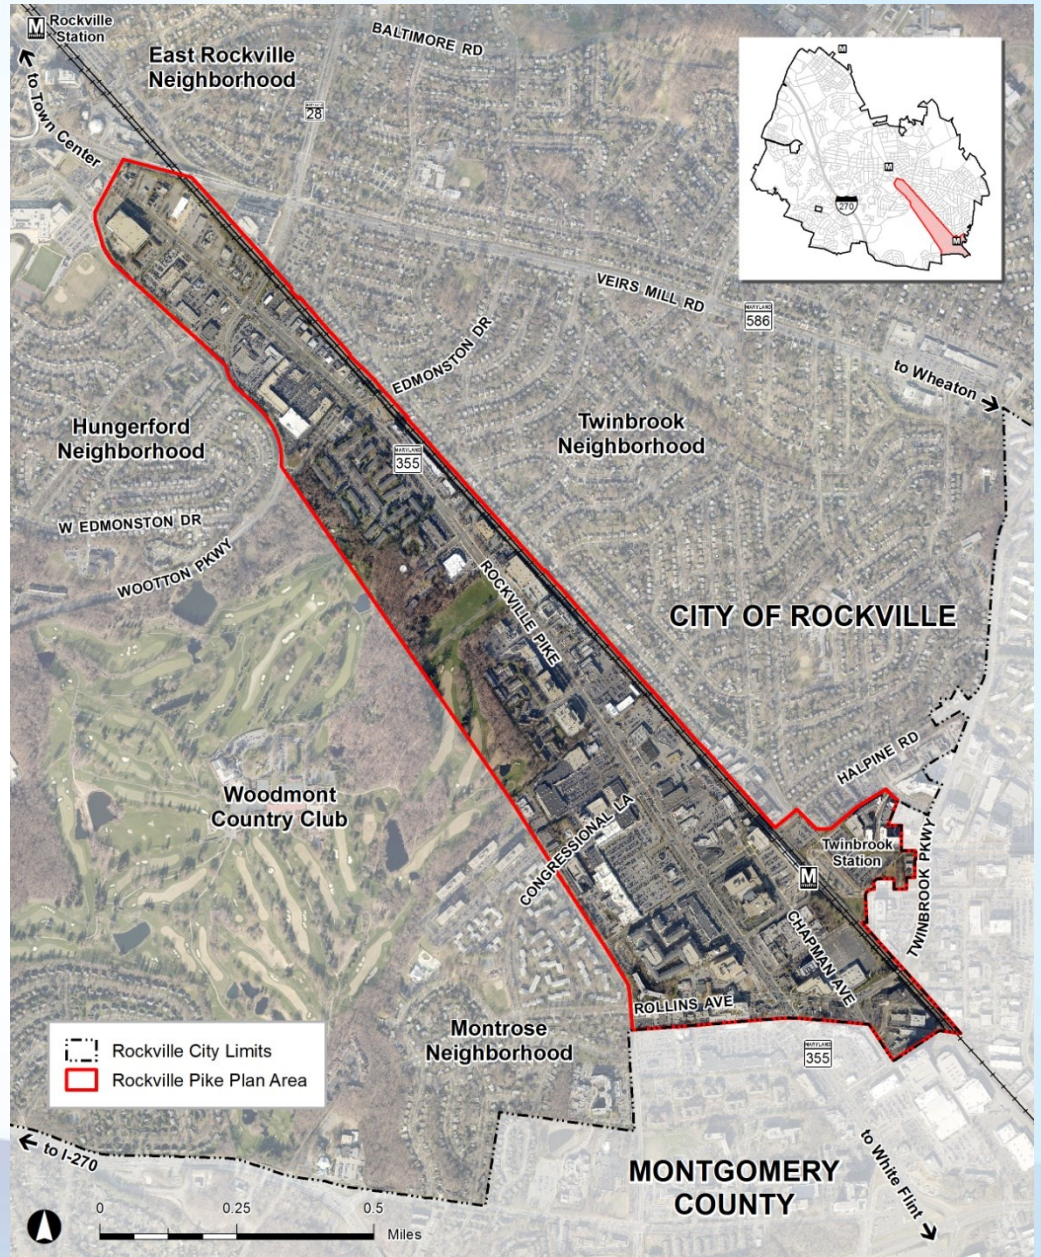 M
metro
Rockville
Station
to Town Center
East Rockville
Neighborhood
BALTIMORE RD
MARYLAND
28
M
M
270
M
VEIRS MILL RD
MARYLAND
586
to Wheaton
EDMONSTON DR
Hungerford
Neighborhood
Twinbrook
Neighborhood
MARYLAND
355
W EDMONSTON DR
WOOTTON PKWY
ROCKVILLE PIKE
CITY OF ROCKVILLE
HALPINE RD
Woodmont
Country Club
CONGRESSIONAL LA
Twinbrook
Station
M
metro
TWINBROOK PKWY
CHAPMAN AVE
ROLLINS AVE
Montrose
Neighborhood
MARYLAND
355
Rockville City Limits
Rockville Pike Plan Area
to I-270
MONTGOMERY
COUNTY
to White Flint
0 0.25 0.5
Miles